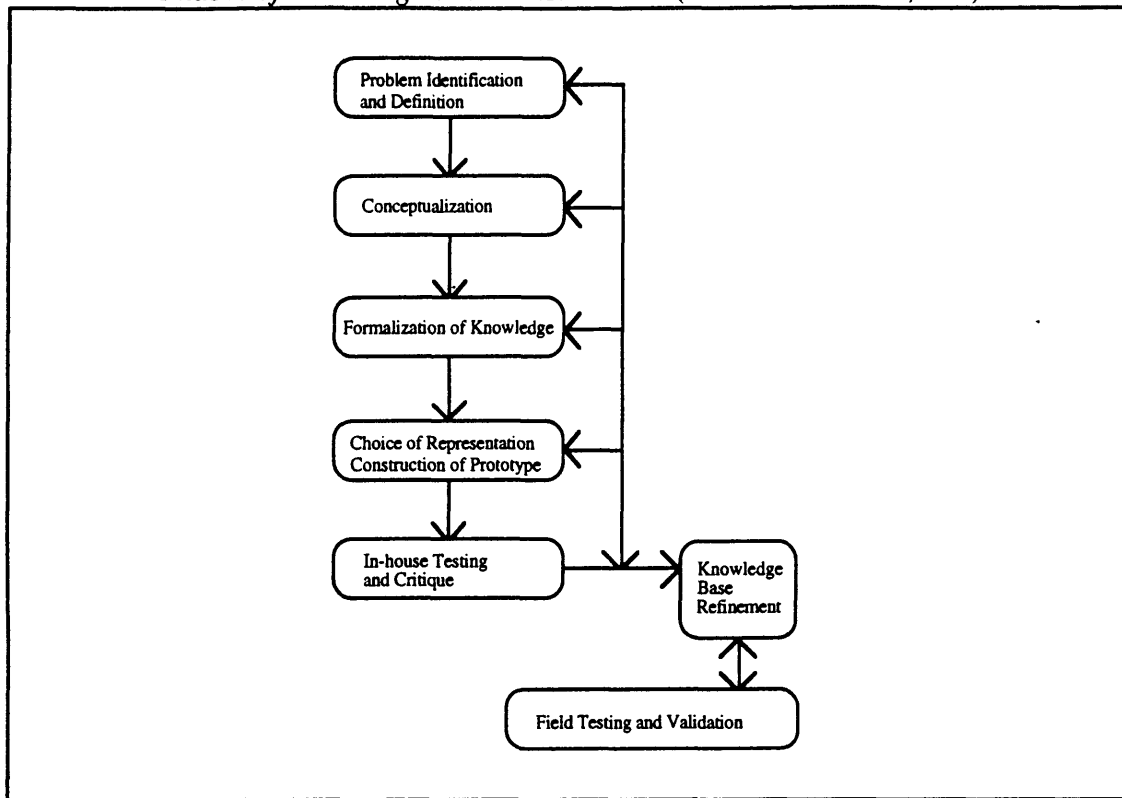 Problem Identification
and Definition
Conceptualization
Formalization of Knowledge
Choice of Representation
Construction of Prototype
In-house Testing
and Critique
Knowledge
Base
Refinement
Field Testing and Validation